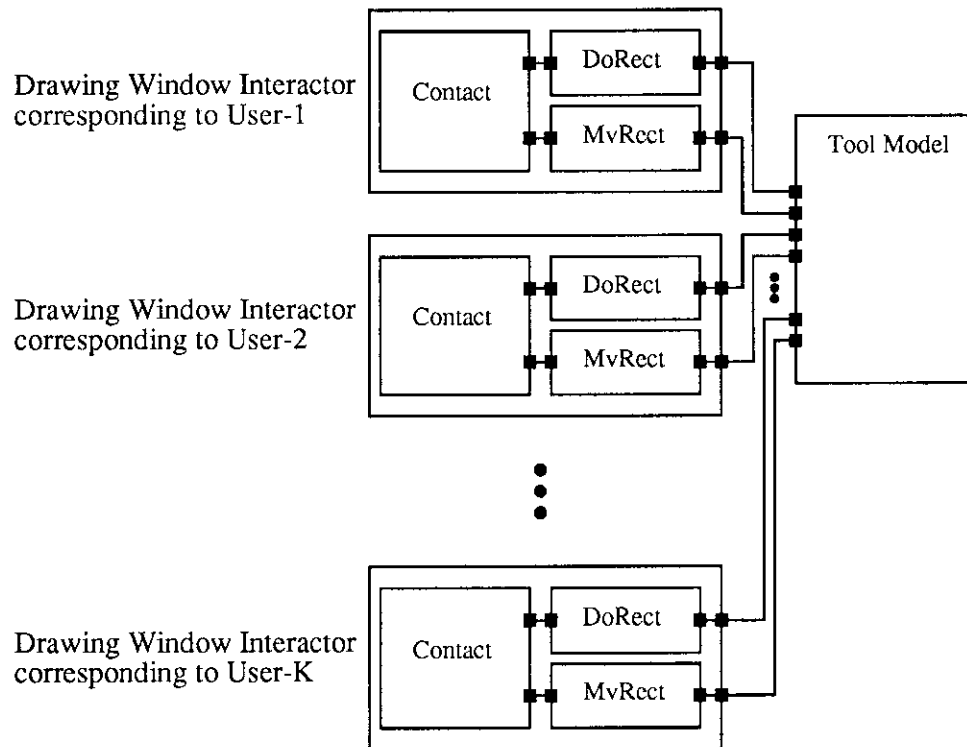 Drawing Window Interactor
corresponding to User-1
Contact
DoRect
MvRect
Tool Model
Drawing Window Interactor
corresponding to User-2
Contact
DoRect
MvRect
Drawing Window Interactor
corresponding to User-K
Contact
DoRect
MvRect